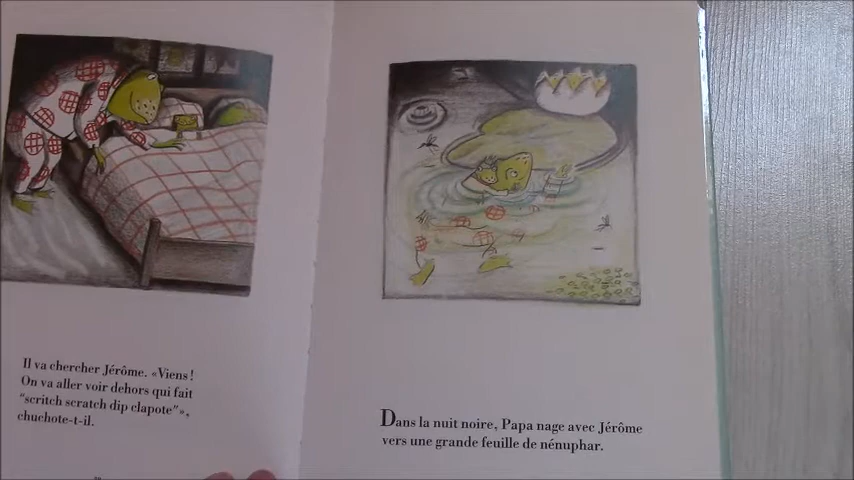 Il va chercher Jérôme. «Viens !
On va aller voir dehors qui fait
"scritch scratch dip clapote"»,
chuchote-t-il.
Dans la nuit noire, Papa nage avec Jérôme
vers une grande feuille de nénuphar.